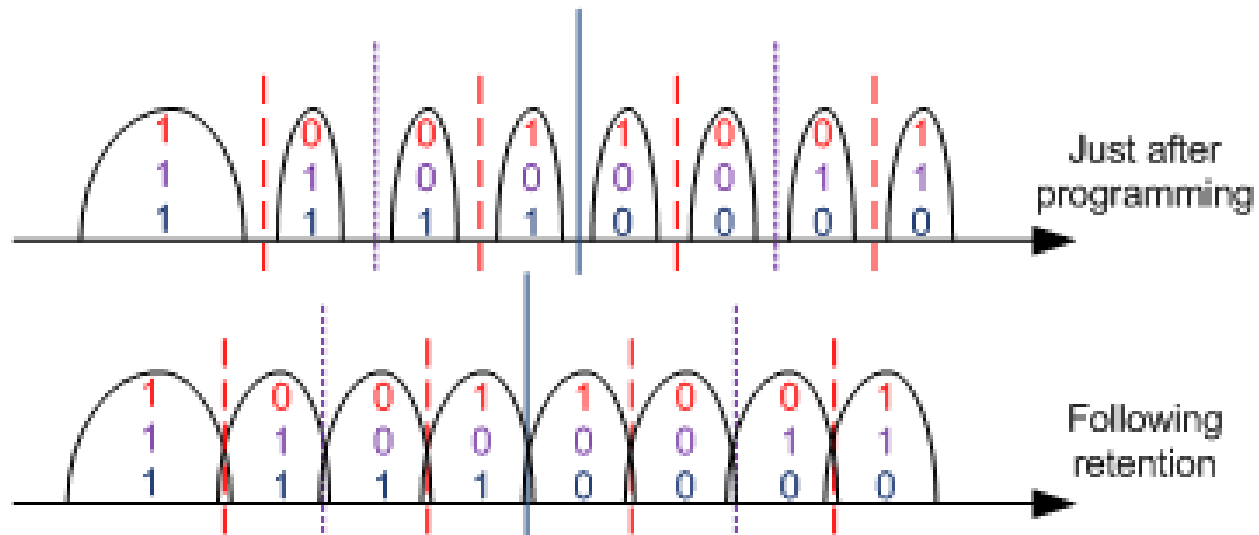 1 0 0 1 1 0 0 1
1 1 0 0 0 0 1 1
1 1 1 1 0 0 0 0
Just after
programming
1 0 0 1 1 0 0 1
1 1 0 0 0 0 1 1
1 1 1 1 0 0 0 0
Following
retention